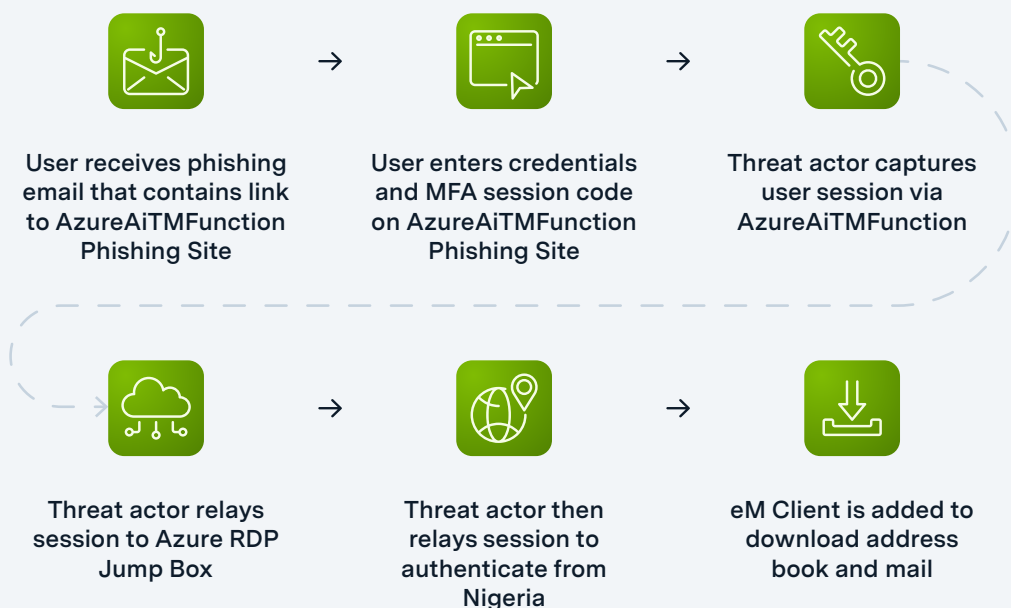 User receives phishing
email that contains link
to AzureAiTMFunction
Phishing Site
User enters credentials
and MFA session code
on AzureAiTMFunction
Phishing Site
Threat actor captures
user session via
AzureAiTMFunction
Threat actor relays
session to Azure RDP
Jump Box
Threat actor then
relays session to
authenticate from
Nigeria
eM Client is added to
download address
book and mail